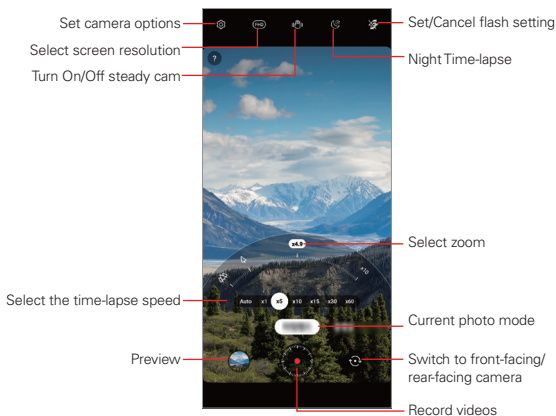 Set camera options
Select screen resolution
Turn On/Off steady cam
Set/Cancel flash setting
Night Time-lapse
FHD
?
x4.9
x10
Select zoom
Select the time-lapse speed
Auto x1 x5 x10 x15 x30 x60
Current photo mode
Preview
Switch to front-facing/
rear-facing camera
Record videos